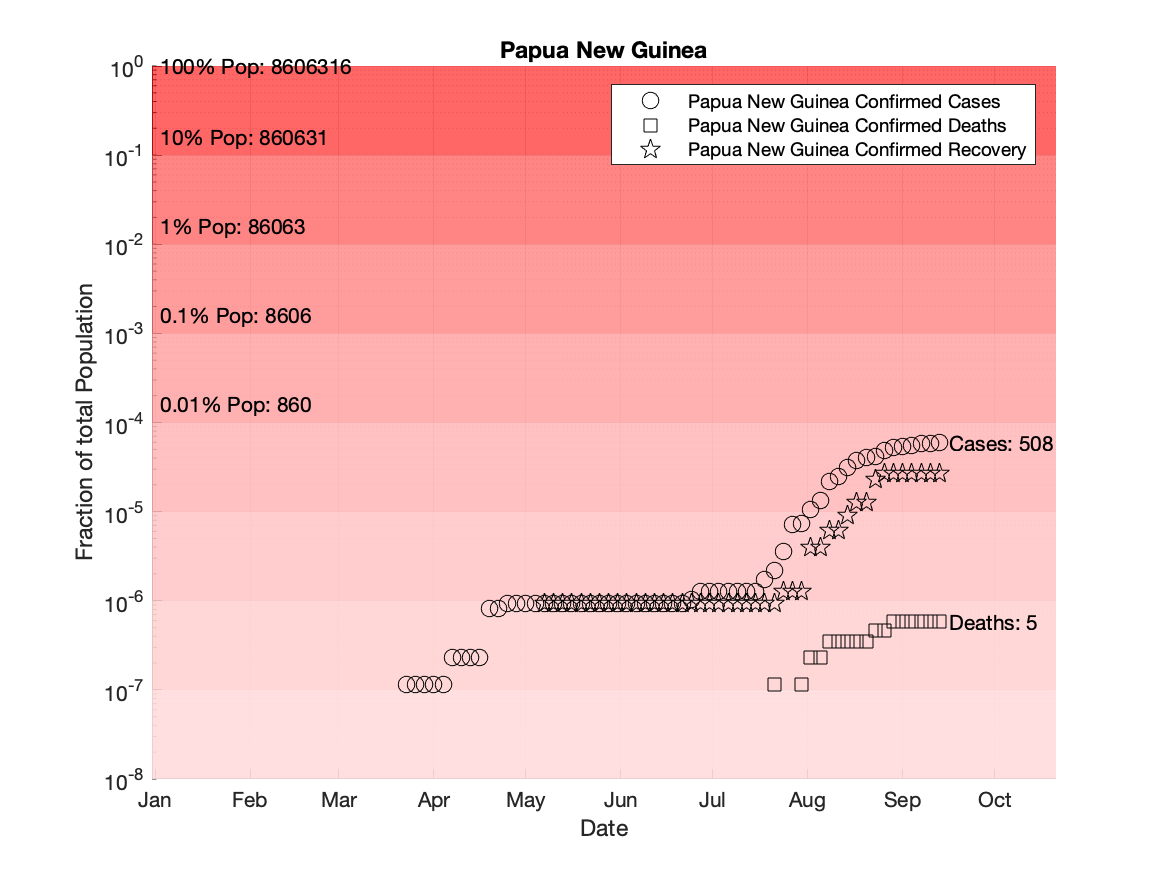 Papua New Guinea
10^0
100% Pop: 8606316
Papua New Guinea Confirmed Cases
Papua New Guinea Confirmed Deaths
Papua New Guinea Confirmed Recovery
10% Pop: 860631
10^-1
1% Pop: 86063
10^-2
0.1% Pop: 8606
10^-3
0.01% Pop: 860
10^-4
Cases: 508
10^-5
10^-6
Deaths: 5
10^-7
10^-8
Fraction of total Population
Jan Feb Mar Apr May Jun Jul Aug Sep Oct
Date